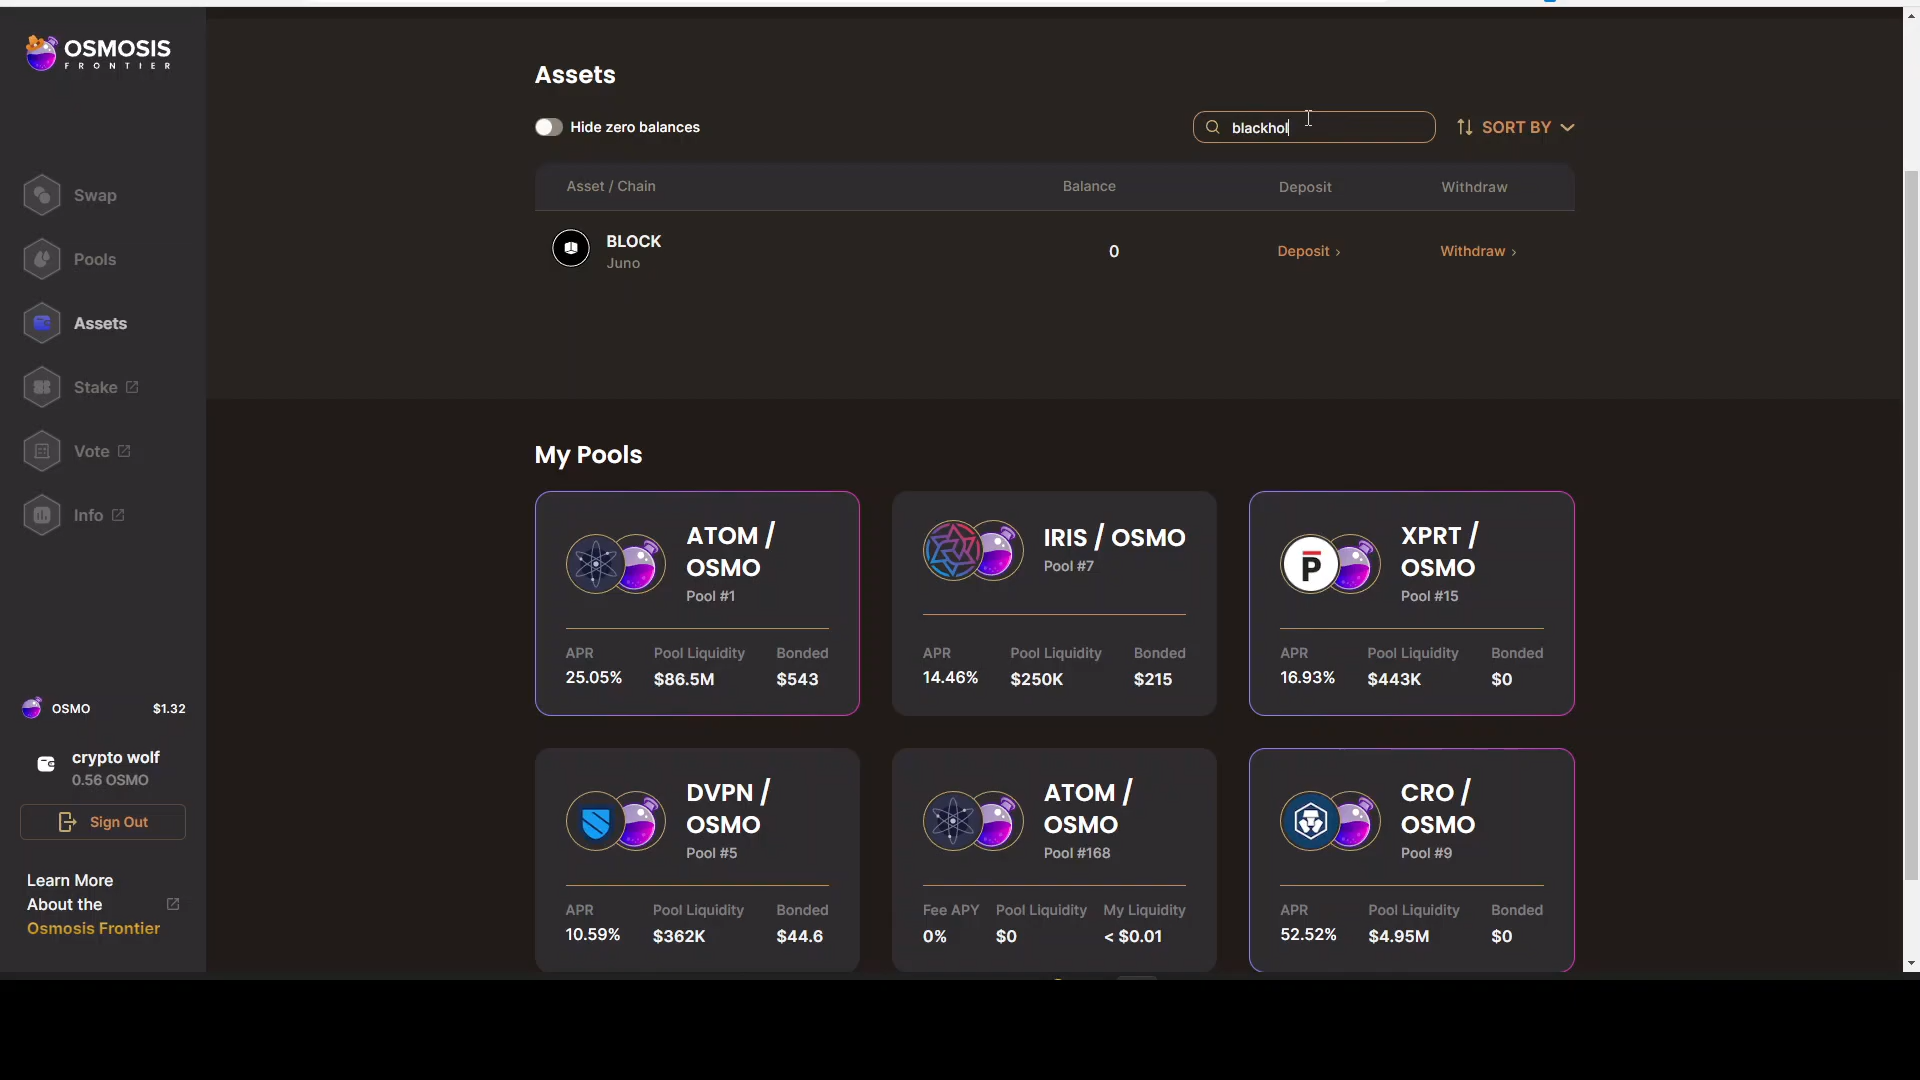 OSMOSIS
FRONTIER
Swap
Pools
Assets
Stake
Vote
Info
OSMO $1.32
crypto wolf
0.56 OSMO
Sign Out
Learn More
About the
Osmosis Frontier
Assets
Hide zero balances
blackhol
SORT BY
Asset / Chain Balance Deposit Withdraw
BLOCK
Juno
0 Deposit › Withdraw ›
My Pools
ATOM /
OSMO
Pool #1
APR Pool Liquidity Bonded
25.05% $86.5M $543
IRIS / OSMO
Pool #7
APR Pool Liquidity Bonded
14.46% $250K $215
P
XPRT /
OSMO
Pool #15
APR Pool Liquidity Bonded
16.93% $443K $0
DVPN /
OSMO
Pool #5
APR Pool Liquidity Bonded
10.59% $362K $44.6
ATOM /
OSMO
Pool #168
Fee APY Pool Liquidity My Liquidity
0% $0 < $0.01
CRO /
OSMO
Pool #9
APR Pool Liquidity Bonded
52.52% $4.95M $0